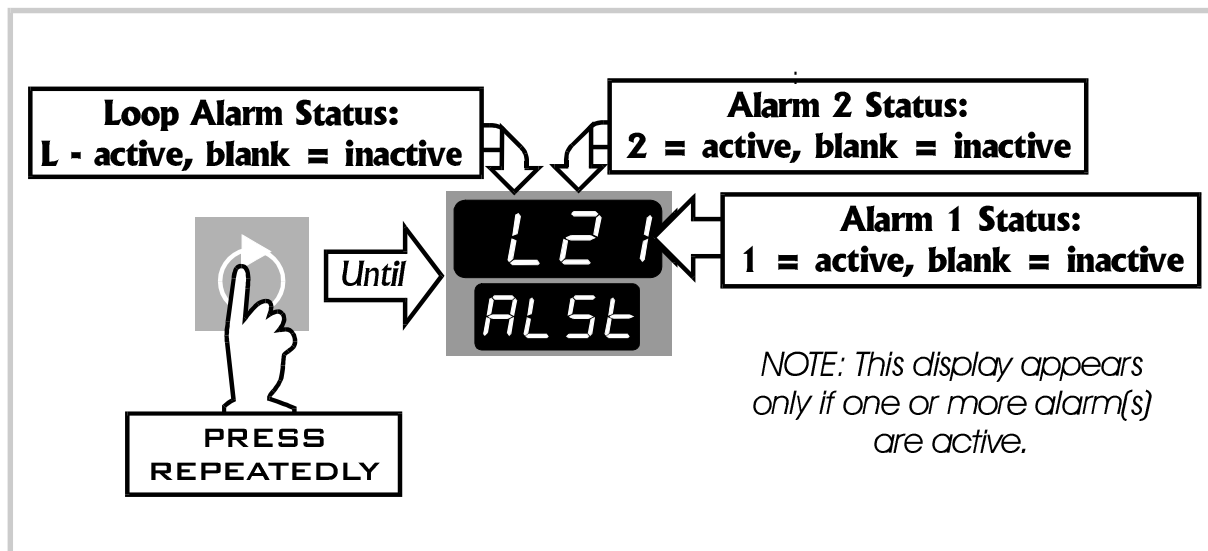 Loop Alarm Status:
L - active, blank = inactive
Alarm 2 Status:
2 = active, blank = inactive
Alarm 1 Status:
1 = active, blank = inactive
L21
Until
ALSt
NOTE: This display appears
only if one or more alarm(s)
are active.
PRESS
REPEATEDLY